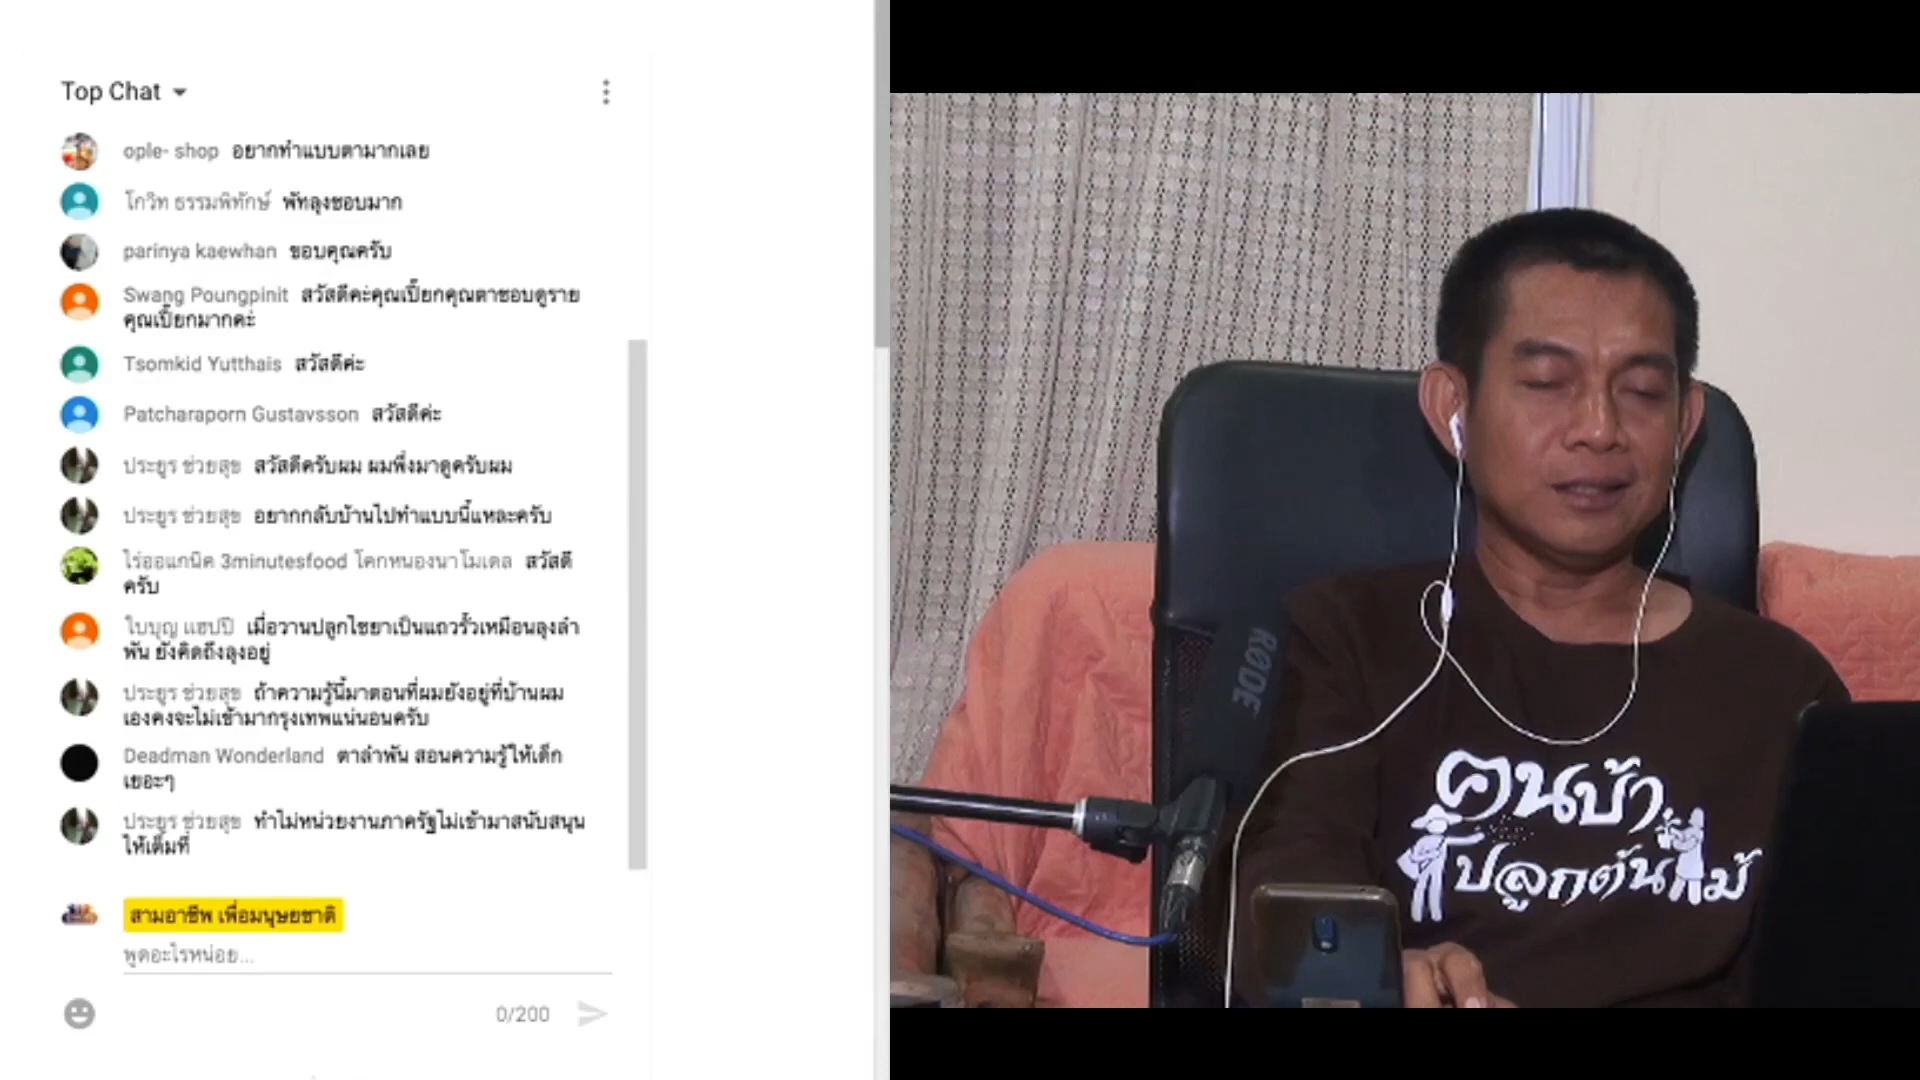 Top Chat
ople- shop อยากทำแบบตามากเลย
โกวิท ธรรมพิทักษ์ พัทลุงชอบมาก
parinya kaewhan ขอบคุณครับ
Swang Poungpinit สวัสดีค่ะคุณเปี๊ยกคุณตาชอบดูราย
คุณเปี๊ยกมากคะ่
Tsomkid Yutthais สวัสดีค่ะ
Patcharaporn Gustavsson สวัสดีค่ะ
ประยูร ช่วยสุข สวัสดีครับผม ผมพึ่งมาดูครับผม
ประยูร ช่วยสุข อยากกลับบ้านไปทำแบบนี้แหละครับ
ไร่ออแกนิค 3minutesfood โคกหนองนาโมเดล สวัสดี
ครับ
ใบบุญ แฮปปี เมื่อวานปลูกไชยาเป็นแถวรั้วเหมือนลุงลำ
พัน ยังคิดถึงลุงอยู่
ประยูร ช่วยสุข ถ้าความรู้นี้มาตอนที่ผมยังอยู่ที่บ้านผม
เองคงจะไม่เข้ามากรุงเทพแน่นอนครับ
Deadman Wonderland ตาลำพัน สอนความรู้ให้เด็ก
เยอะๆ
ประยูร ช่วยสุข ทำไม่หน่วยงานภาครัฐไม่เข้ามาสนับสนุน
ให้เต็มที่
สามอาชีพ เพื่อมนุษยชาติ
พูดอะไรหน่อย...
0/200
RØDE
ฅนบ้า
ปลูกต้นไม้